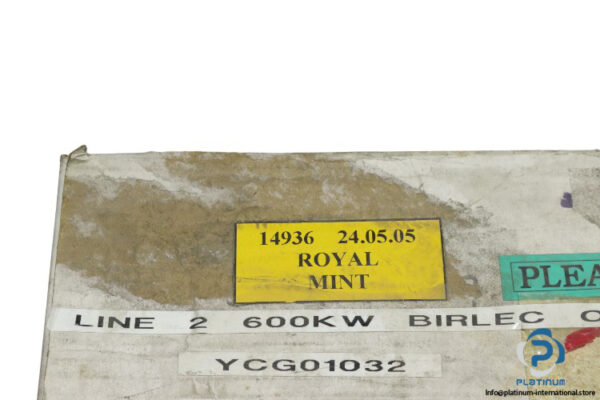 14936 24.05.05
ROYAL
MINT
PLEA
LINE 2 600KW BIRLEC C
YCG01032
PLATINUM
Info@platinum-international.store